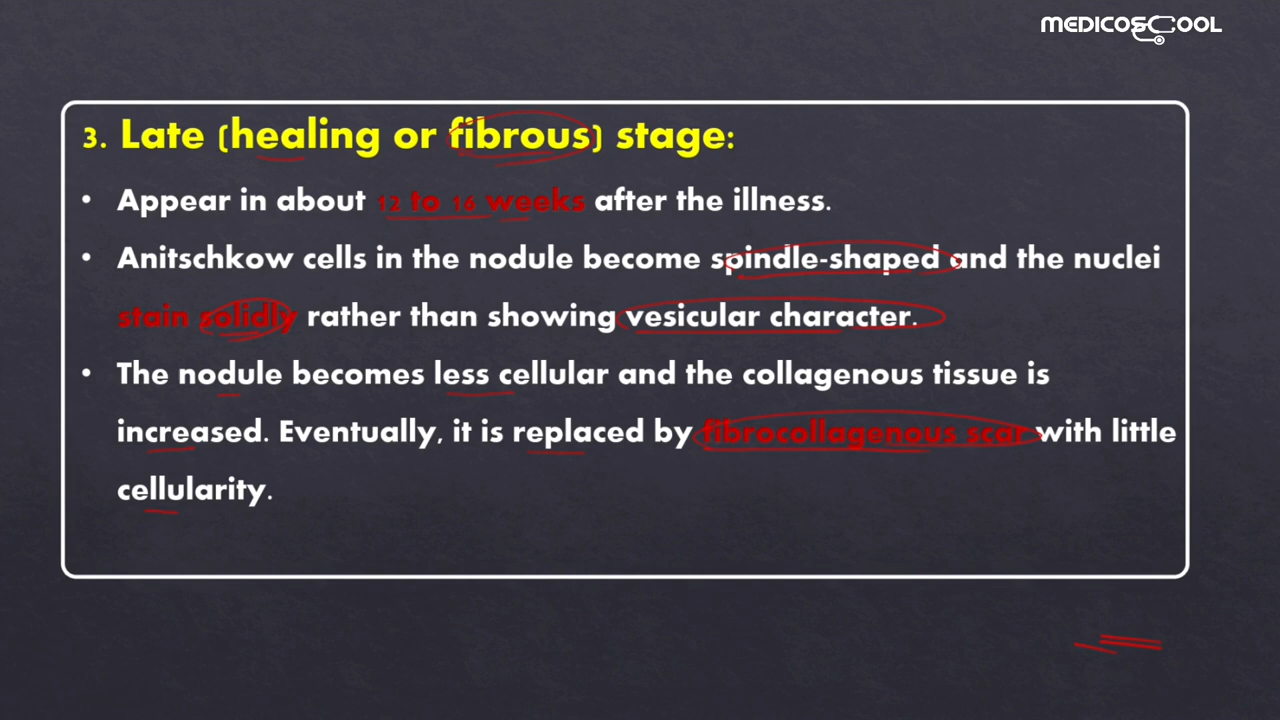 MEDICOSCOOL
3. Late (healing or fibrous) stage:
• Appear in about 12 to 16 weeks after the illness.
• Anitschkow cells in the nodule become spindle-shaped and the nuclei
stain solidly rather than showing vesicular character.
• The nodule becomes less cellular and the collagenous tissue is
increased. Eventually, it is replaced by fibrocollagenous scar with little
cellularity.